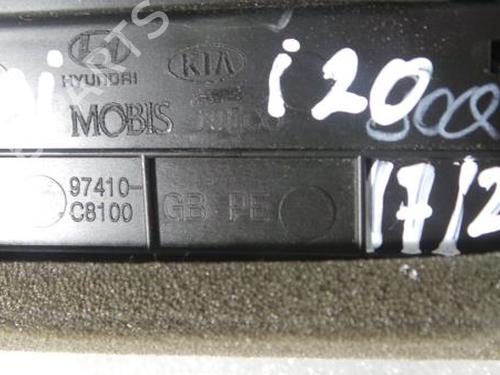 HYUNDAI
KIA
i20
MOBIS
97410-
C8100
GB PE
17/2